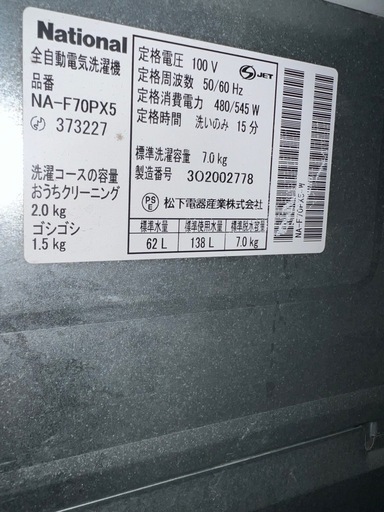 National
全自動電気洗濯機
品番
NA-F70PX5
373227
洗濯コースの容量
おうちクリーニング
2.0 kg
ゴシゴシ
1.5 kg
定格電圧 100 V
定格周波数 50/60 Hz
定格消費電力 480/545 W
定格時間 洗いのみ 15分
標準洗濯容量 7.0 kg
製造番号 3O2002778
PS E 松下電器産業株式会社
標準水量 標準使用水量 標準脱水容量
62 L 138 L 7.0 kg
S JET
NA-F70PX5-W